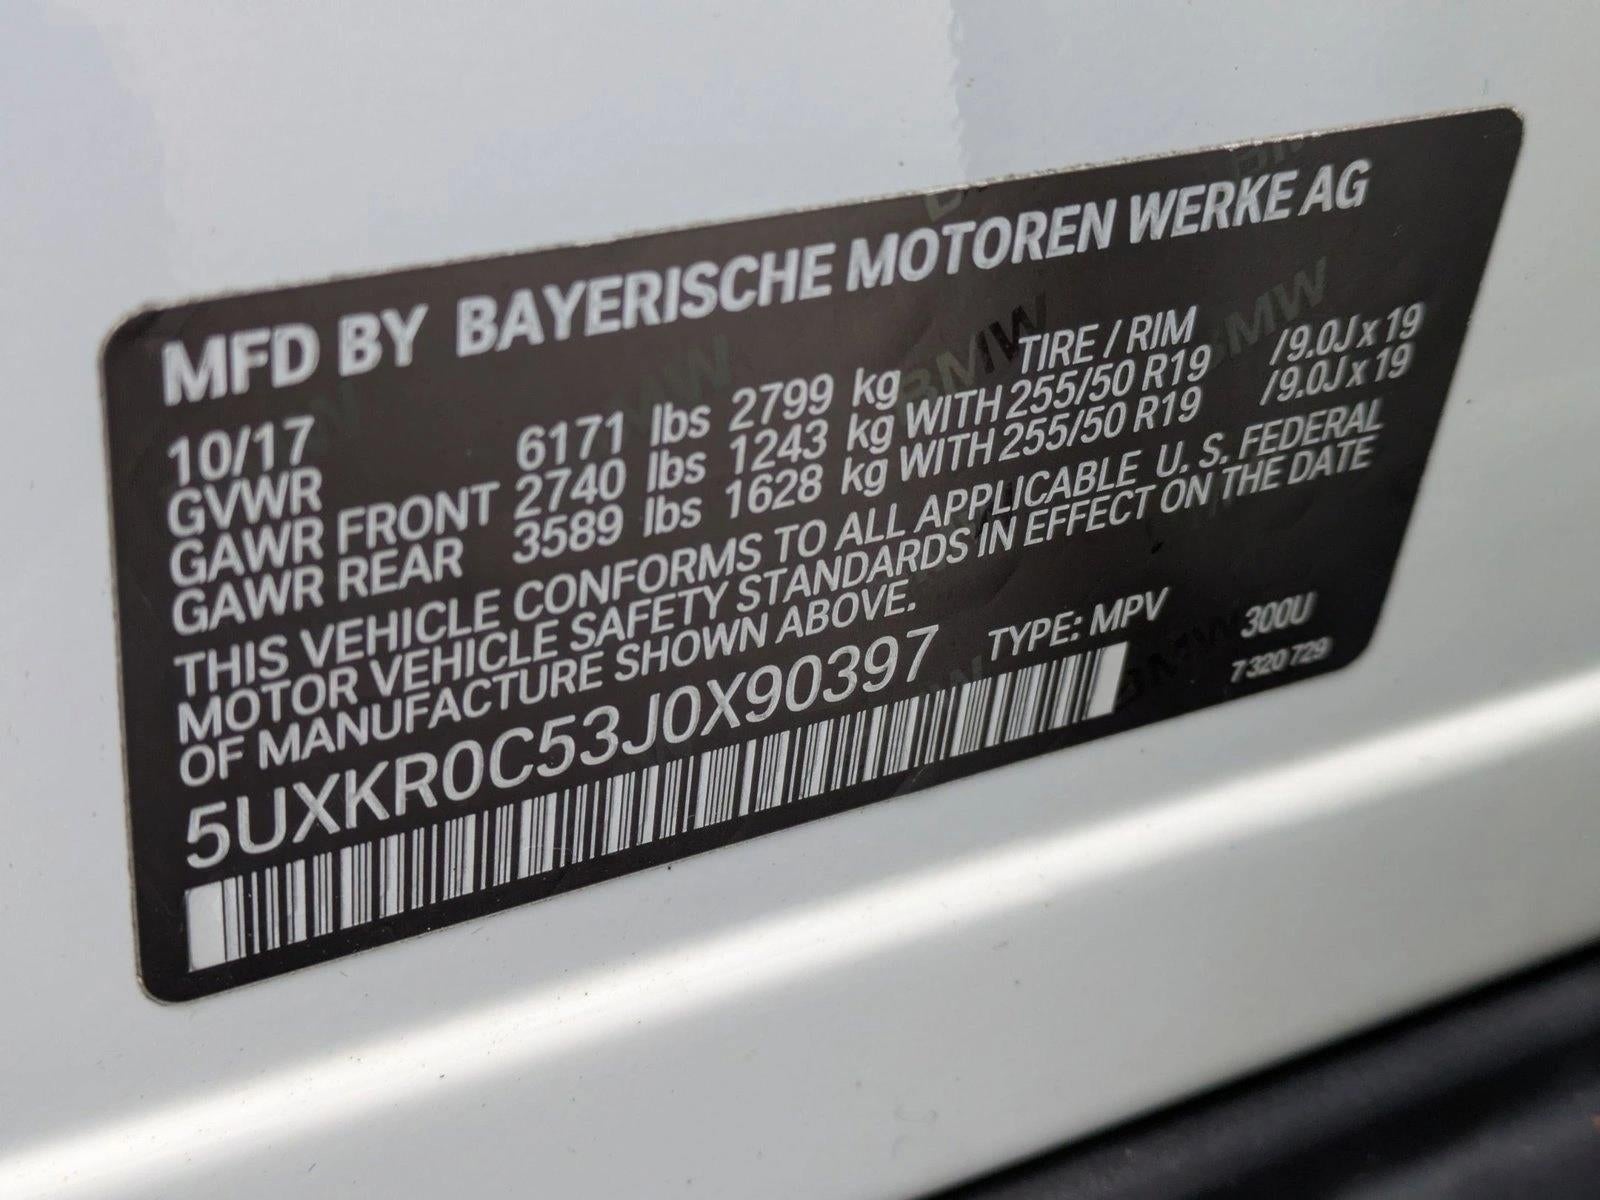 MFD BY BAYERISCHE MOTOREN WERKE AG
10/17 TIRE / RIM
GVWR 6171 lbs 2799 kg
GAWR FRONT 2740 lbs 1243 kg WITH 255/50 R19 /9.0J x 19
GAWR REAR 3589 lbs 1628 kg WITH 255/50 R19 /9.0J x 19
THIS VEHICLE CONFORMS TO ALL APPLICABLE U. S. FEDERAL
MOTOR VEHICLE SAFETY STANDARDS IN EFFECT ON THE DATE
OF MANUFACTURE SHOWN ABOVE.
5UXKR0C53J0X90397 TYPE: MPV 300U
7 320 729